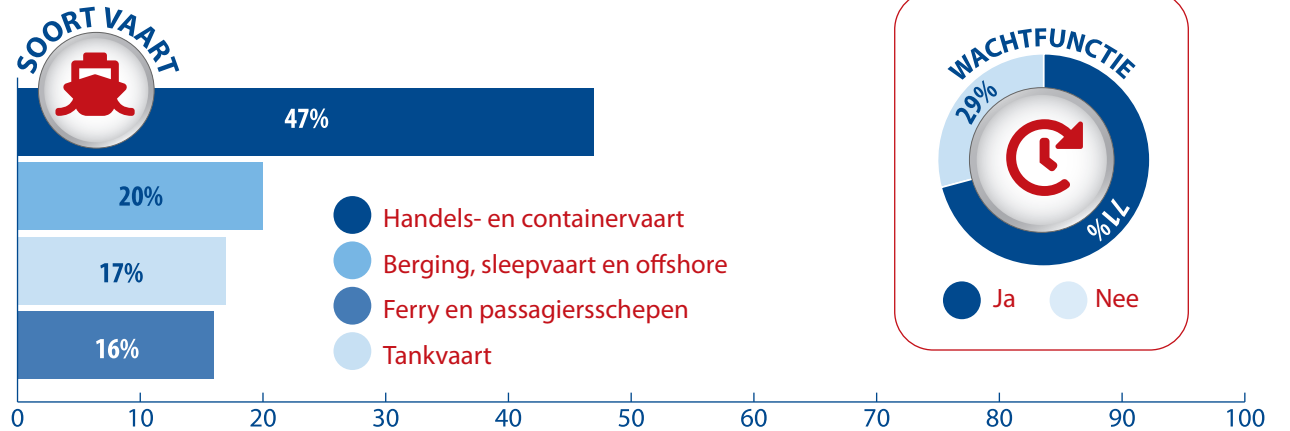 SOORT VAART
47%
20%
17%
16%
Handels- en containervaart
Berging, sleepvaart en offshore
Ferry en passagiersschepen
Tankvaart
0 10 20 30 40 50 60 70 80 90 100
WACHTFUNCTIE
29%
71%
Ja Nee